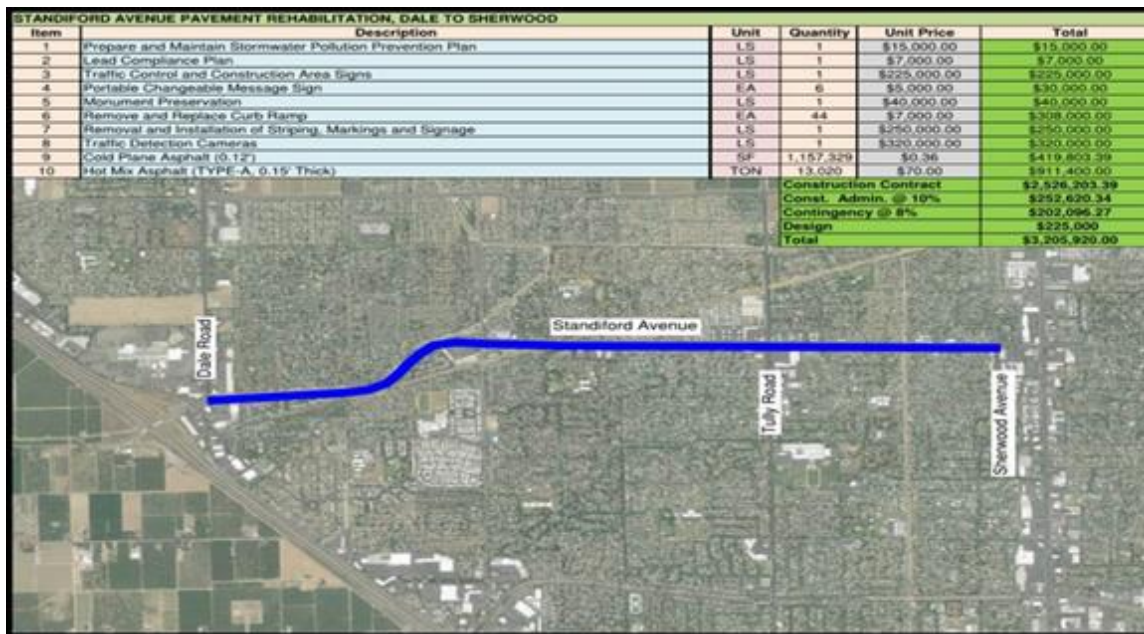 STANDIFORD AVENUE PAVEMENT REHABILITATION, DALE TO SHERWOOD
Item Description Unit Quantity Unit Price Total
1 Prepare and Maintain Stormwater Pollution Prevention Plan LS 1 $15,000.00 $15,000.00
2 Lead Compliance Plan LS 1 $7,000.00 $7,000.00
3 Traffic Control and Construction Area Signs LS 1 $225,000.00 $225,000.00
4 Portable Changeable Message Sign EA 6 $5,000.00 $30,000.00
5 Monument Preservation LS 1 $40,000.00 $40,000.00
6 Remove and Replace Curb Ramp EA 44 $7,000.00 $308,000.00
7 Removal and Installation of Striping, Markings and Signage LS 1 $250,000.00 $250,000.00
8 Traffic Detection Cameras LS 1 $320,000.00 $320,000.00
9 Cold Plane Asphalt (0.12') SF 1,157,329 $0.36 $419,803.39
10 Hot Mix Asphalt (TYPE-A, 0.15' Thick) TON 13,020 $70.00 $911,400.00
Construction Contract $2,526,203.39
Const. Admin. @ 10% $252,620.34
Contingency @ 8% $202,096.27
Design $225,000
Total $3,205,920.00
Standiford Avenue
Dale Road
Tully Road
Sherwood Avenue